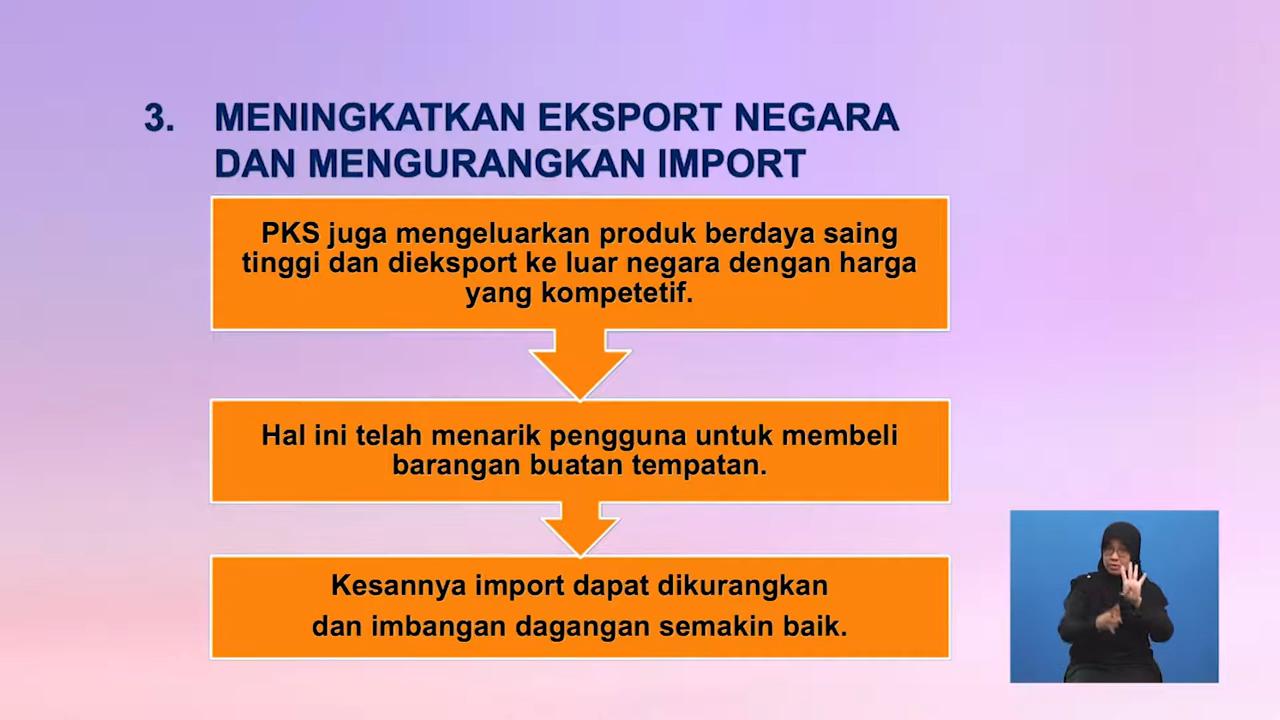 3. MENINGKATKAN EKSPORT NEGARA
DAN MENGURANGKAN IMPORT
PKS juga mengeluarkan produk berdaya saing
tinggi dan dieksport ke luar negara dengan harga
yang kompetetif.
Hal ini telah menarik pengguna untuk membeli
barangan buatan tempatan.
Kesannya import dapat dikurangkan
dan imbangan dagangan semakin baik.